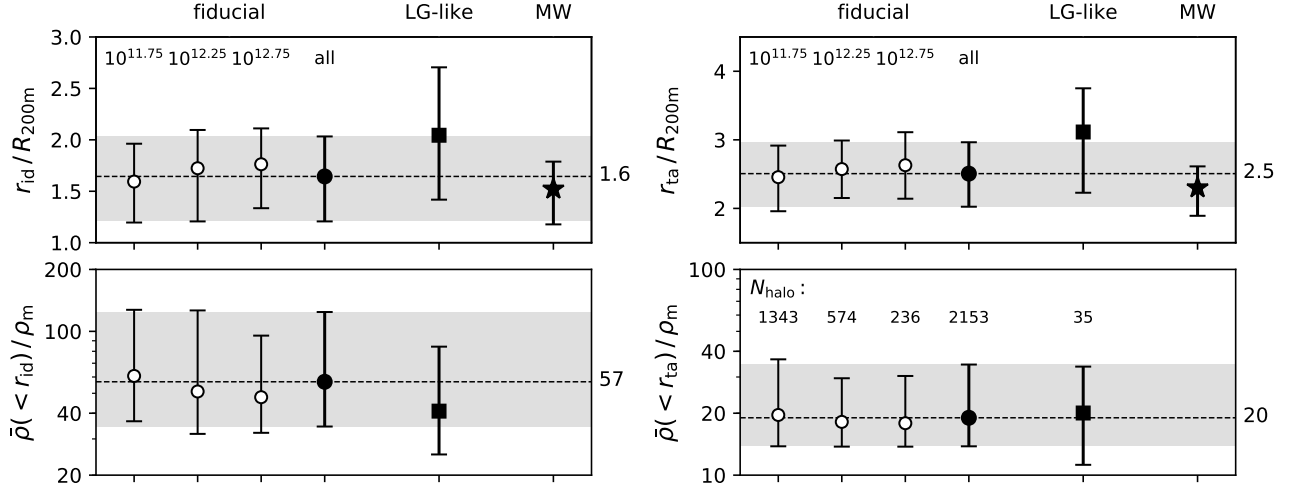 fiducial LG-like MW
3.0 10^11.75 10^12.25 10^12.75 all
2.5
2.0
1.5
1.0
r_id / R_200m
1.6
200
100
40
20
ρ̄(< r_id) / ρ_m
57
fiducial LG-like MW
10^11.75 10^12.25 10^12.75 all
4
3
2
r_ta / R_200m
2.5
100
40
20
10
ρ̄(< r_ta) / ρ_m
N_halo :
1343 574 236 2153 35
20